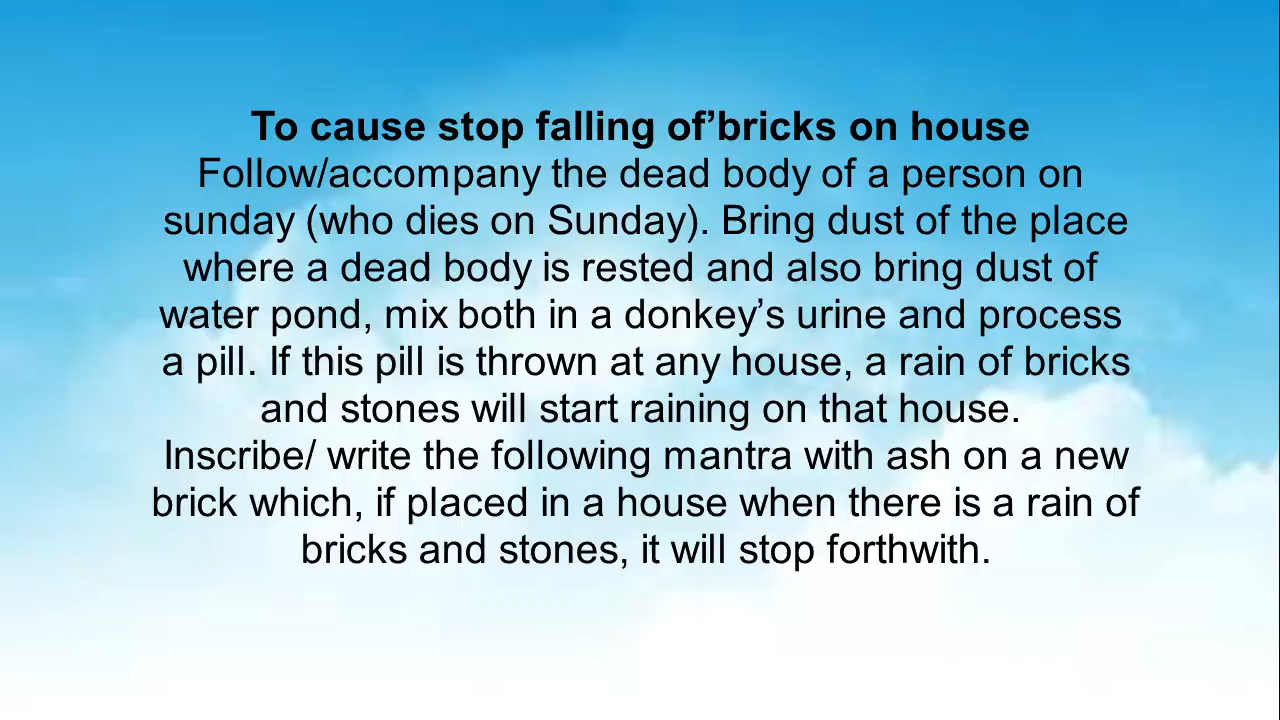 To cause stop falling of’bricks on house
Follow/accompany the dead body of a person on
sunday (who dies on Sunday). Bring dust of the place
where a dead body is rested and also bring dust of
water pond, mix both in a donkey’s urine and process
a pill. If this pill is thrown at any house, a rain of bricks
and stones will start raining on that house.
Inscribe/ write the following mantra with ash on a new
brick which, if placed in a house when there is a rain of
bricks and stones, it will stop forthwith.